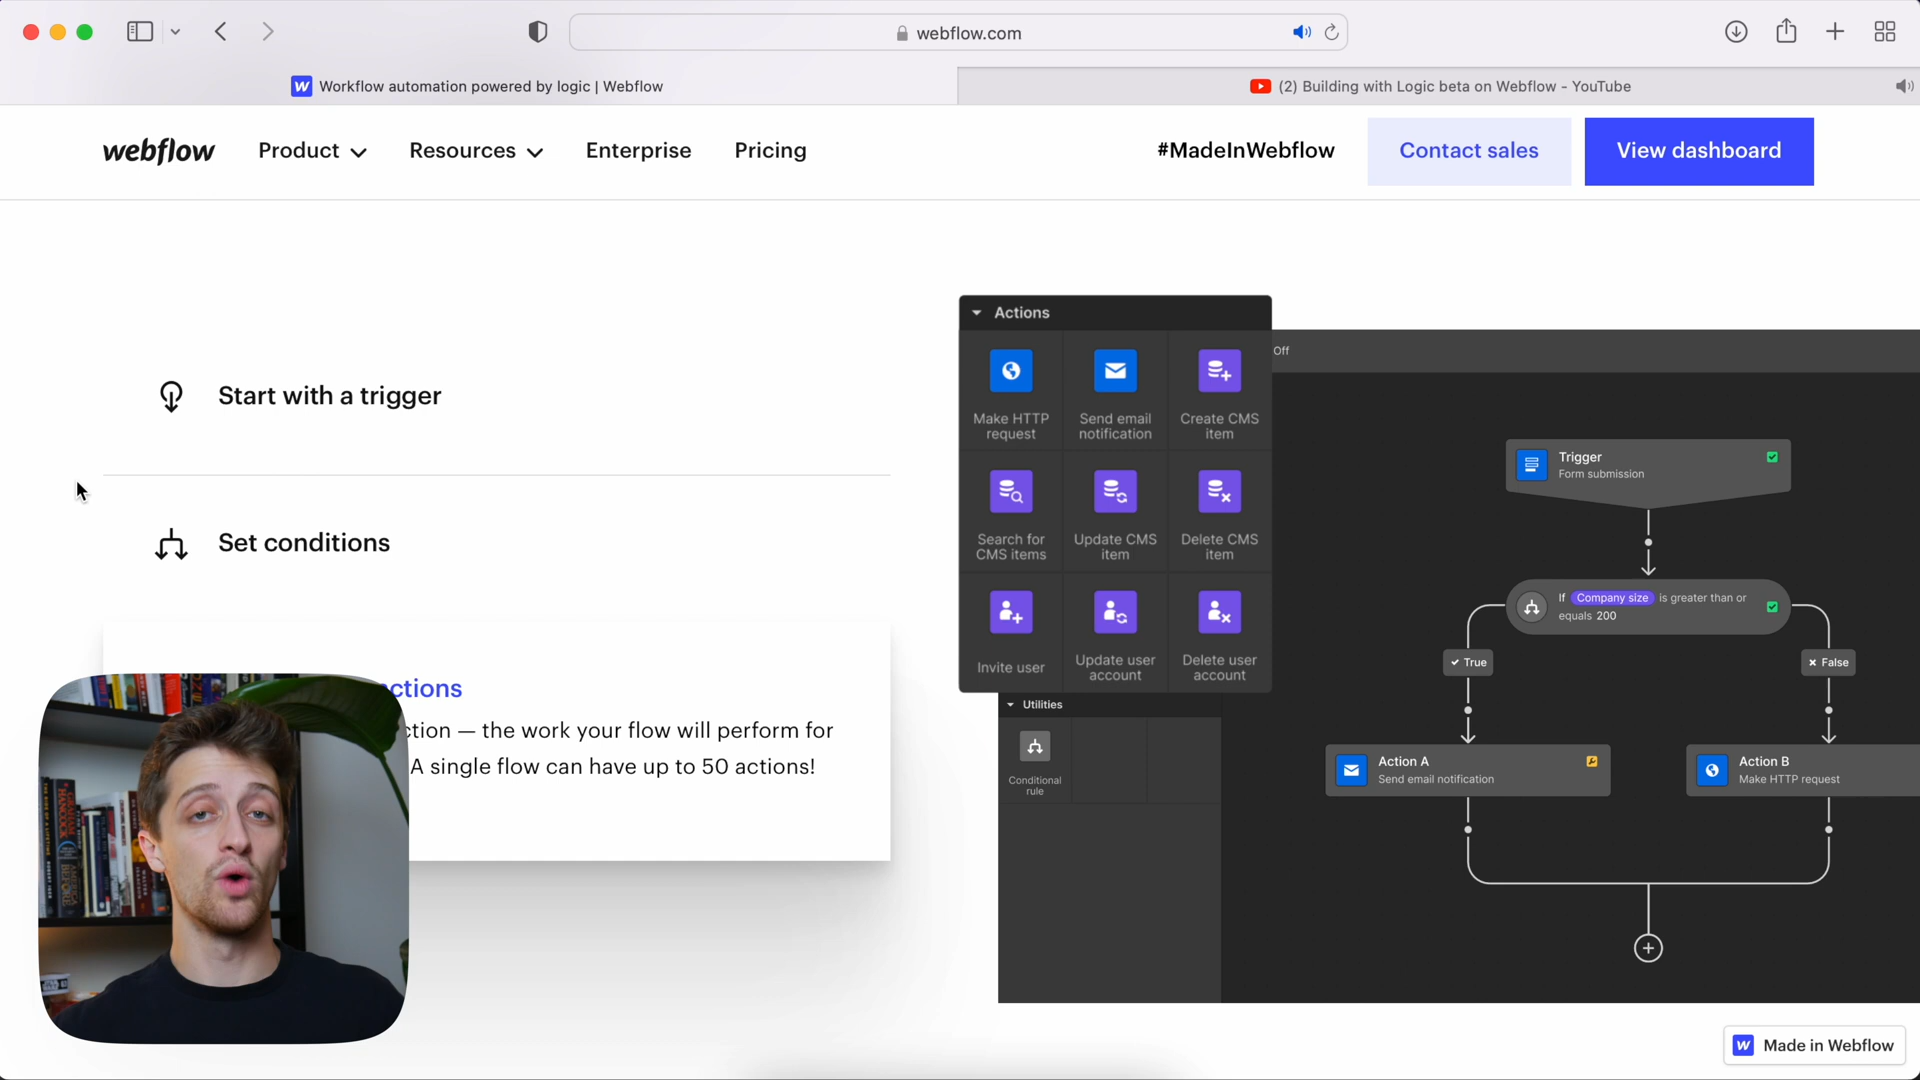 webflow.com
W Workflow automation powered by logic | Webflow
(2) Building with Logic beta on Webflow - YouTube
webflow
Product
Resources
Enterprise
Pricing
#MadeInWebflow
Contact sales
View dashboard
Start with a trigger
Set conditions
ctions
ction — the work your flow will perform for
A single flow can have up to 50 actions!
Actions
Make HTTP
request
Send email
notification
Create CMS
item
Search for
CMS items
Update CMS
item
Delete CMS
item
Invite user
Update user
account
Delete user
account
Utilities
Conditional
rule
Off
Trigger
Form submission
If Company size is greater than or
equals 200
True
False
Action A
Send email notification
Action B
Make HTTP request
W Made in Webflow